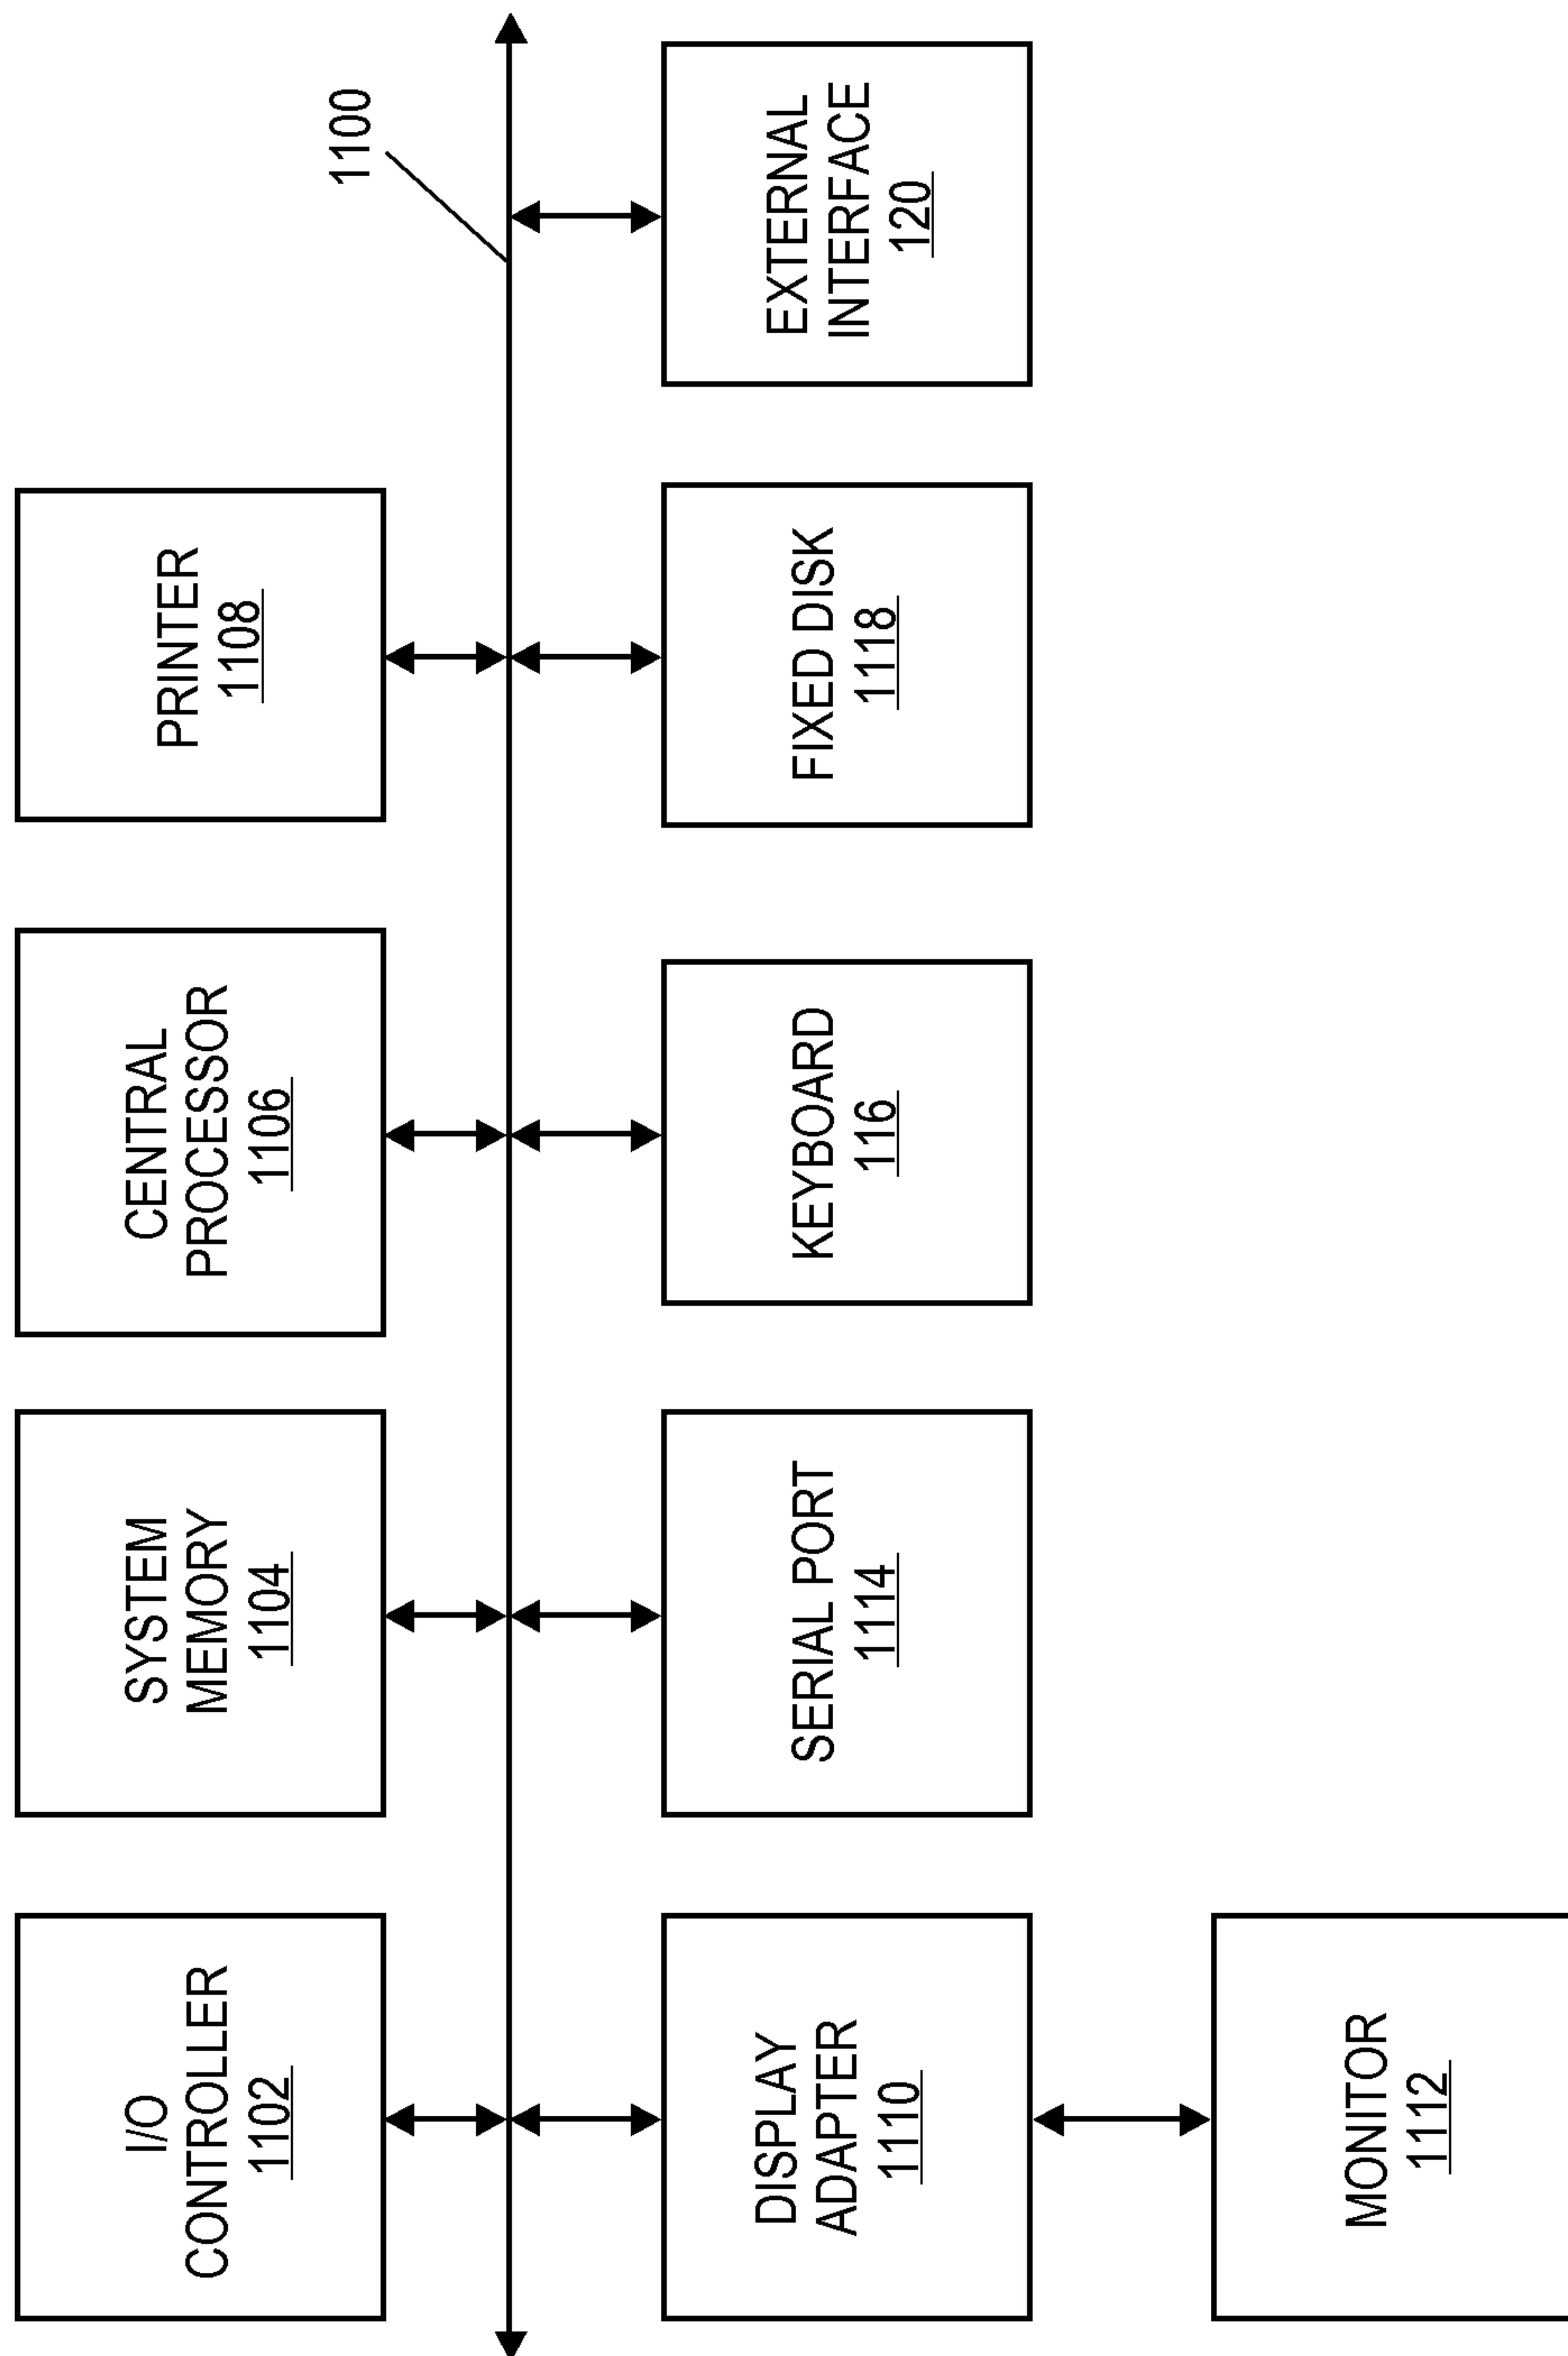 1100
I/O
CONTROLLER
1102
SYSTEM
MEMORY
1104
CENTRAL
PROCESSOR
1106
PRINTER
1108
DISPLAY
ADAPTER
1110
SERIAL PORT
1114
KEYBOARD
116
FIXED DISK
1118
EXTERNAL
INTERFACE
120
MONITOR
1112